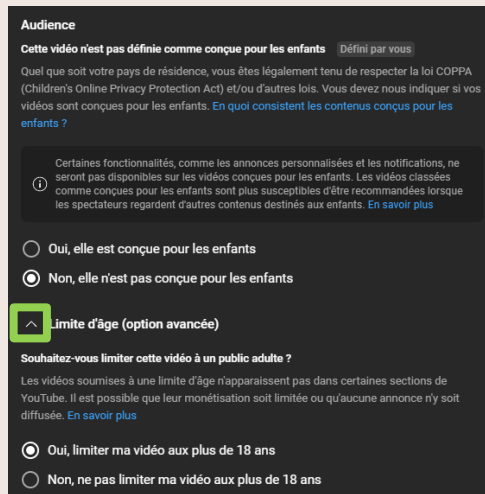 Audience
Cette vidéo n'est pas définie comme conçue pour les enfants Défini par vous
Quel que soit votre pays de résidence, vous êtes légalement tenu de respecter la loi COPPA
(Children's Online Privacy Protection Act) et/ou d'autres lois. Vous devez nous indiquer si vos
vidéos sont conçues pour les enfants. En quoi consistent les contenus conçus pour les
enfants ?
Certaines fonctionnalités, comme les annonces personnalisées et les notifications, ne
seront pas disponibles sur les vidéos conçues pour les enfants. Les vidéos classées
comme conçues pour les enfants sont plus susceptibles d'être recommandées lorsque
les spectateurs regardent d'autres contenus destinés aux enfants. En savoir plus
Oui, elle est conçue pour les enfants
Non, elle n'est pas conçue pour les enfants
Limite d'âge (option avancée)
Souhaitez-vous limiter cette vidéo à un public adulte ?
Les vidéos soumises à une limite d'âge n'apparaissent pas dans certaines sections de
YouTube. Il est possible que leur monétisation soit limitée ou qu'aucune annonce n'y soit
diffusée. En savoir plus
Oui, limiter ma vidéo aux plus de 18 ans
Non, ne pas limiter ma vidéo aux plus de 18 ans